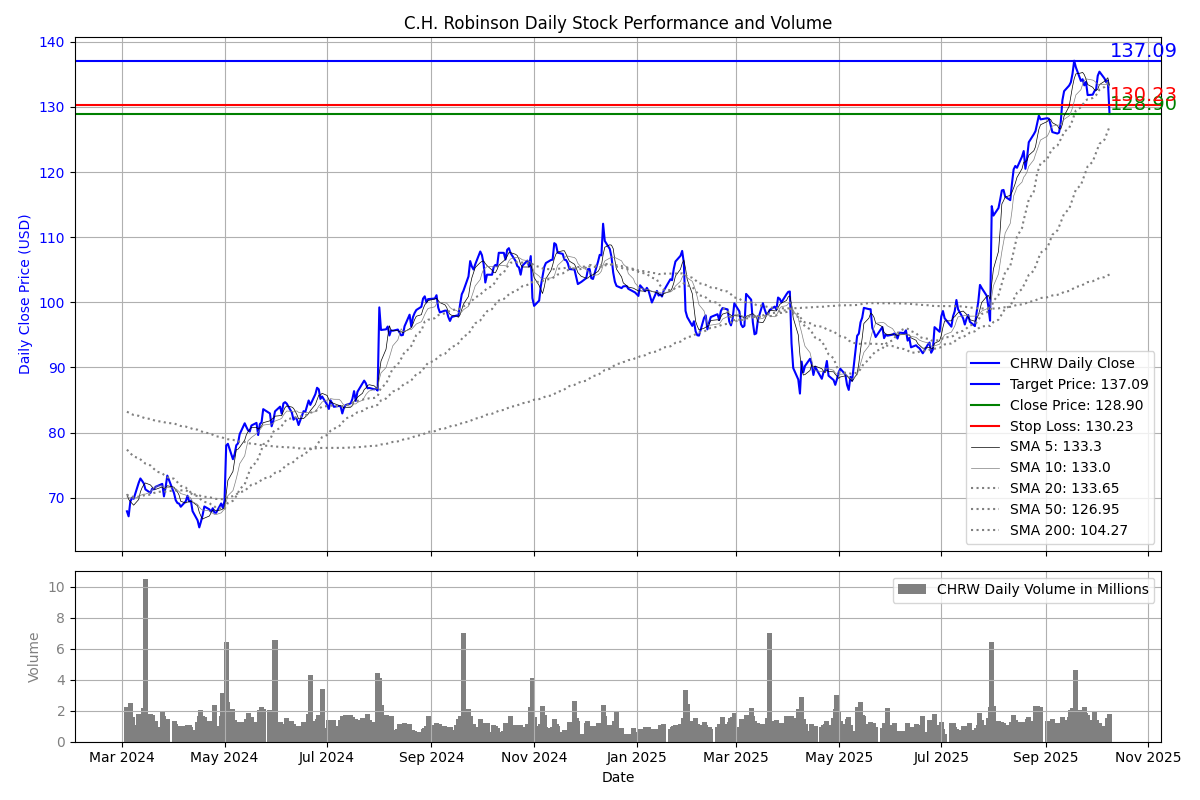 C.H. Robinson Daily Stock Performance and Volume
140
130
120
110
100
90
80
70
Daily Close Price (USD)
137.09
130.23
128.90
CHRW Daily Close
Target Price: 137.09
Close Price: 128.90
Stop Loss: 130.23
SMA 5: 133.3
SMA 10: 133.0
SMA 20: 133.65
SMA 50: 126.95
SMA 200: 104.27
10
8
6
4
2
0
Volume
CHRW Daily Volume in Millions
Mar 2024 May 2024 Jul 2024 Sep 2024 Nov 2024 Jan 2025 Mar 2025 May 2025 Jul 2025 Sep 2025 Nov 2025
Date